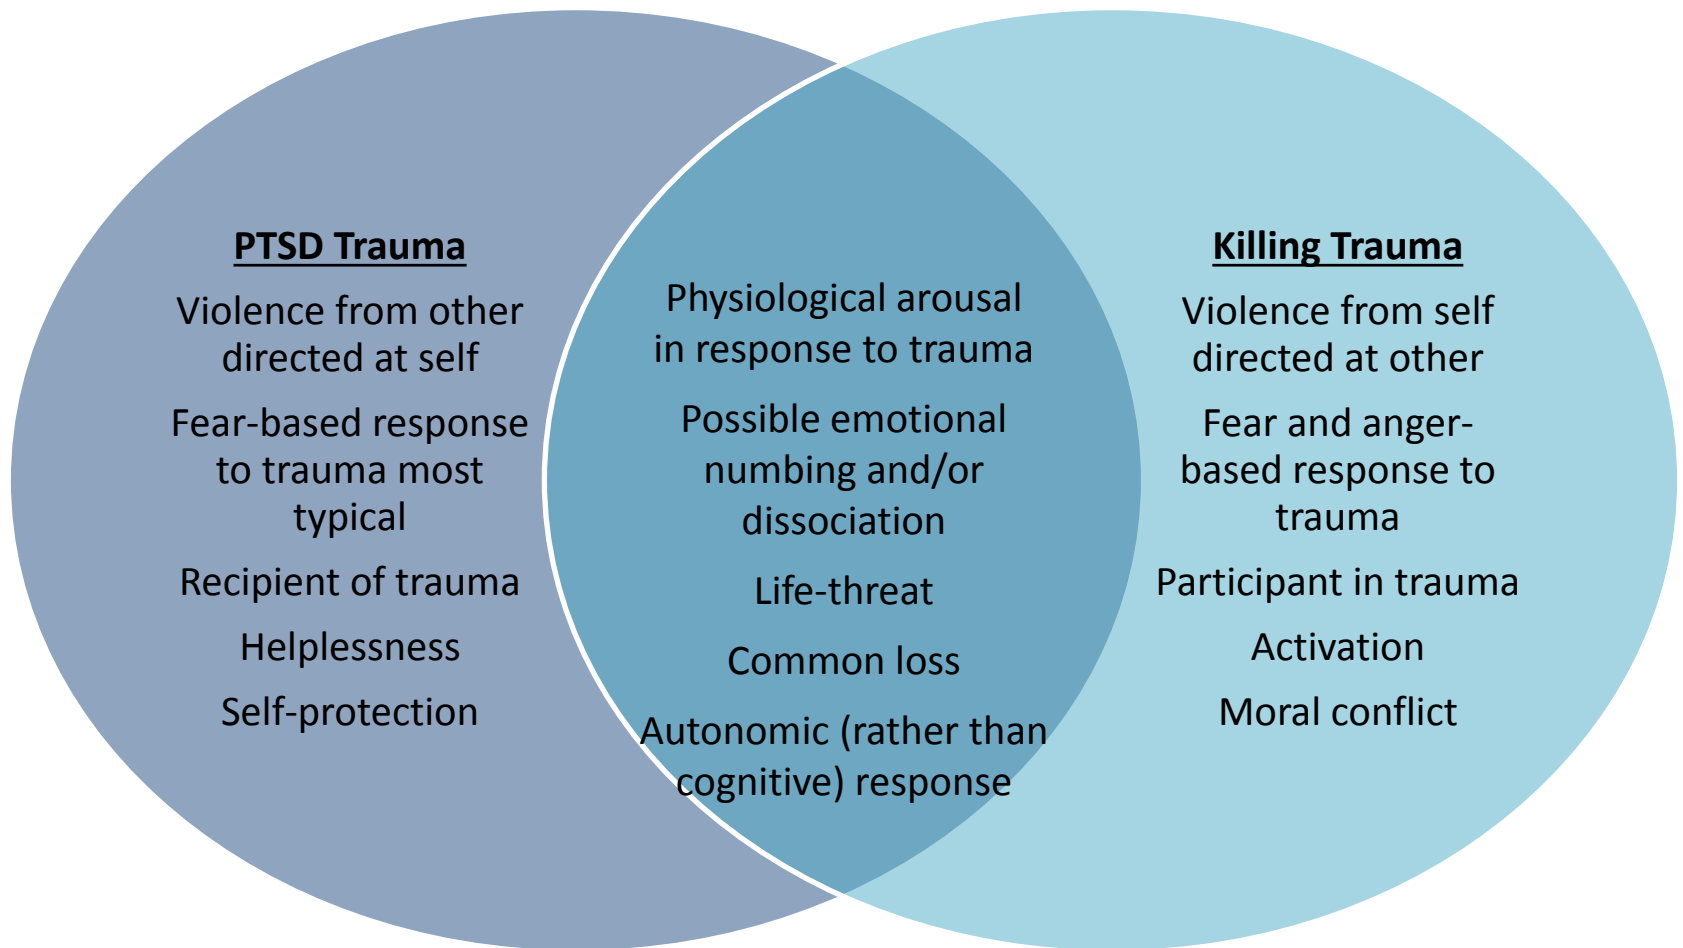 PTSD Trauma
Violence from other
directed at self
Fear-based response
to trauma most
typical
Recipient of trauma
Helplessness
Self-protection
Physiological arousal
in response to trauma
Possible emotional
numbing and/or
dissociation
Life-threat
Common loss
Autonomic (rather than
cognitive) response
Killing Trauma
Violence from self
directed at other
Fear and anger-
based response to
trauma
Participant in trauma
Activation
Moral conflict